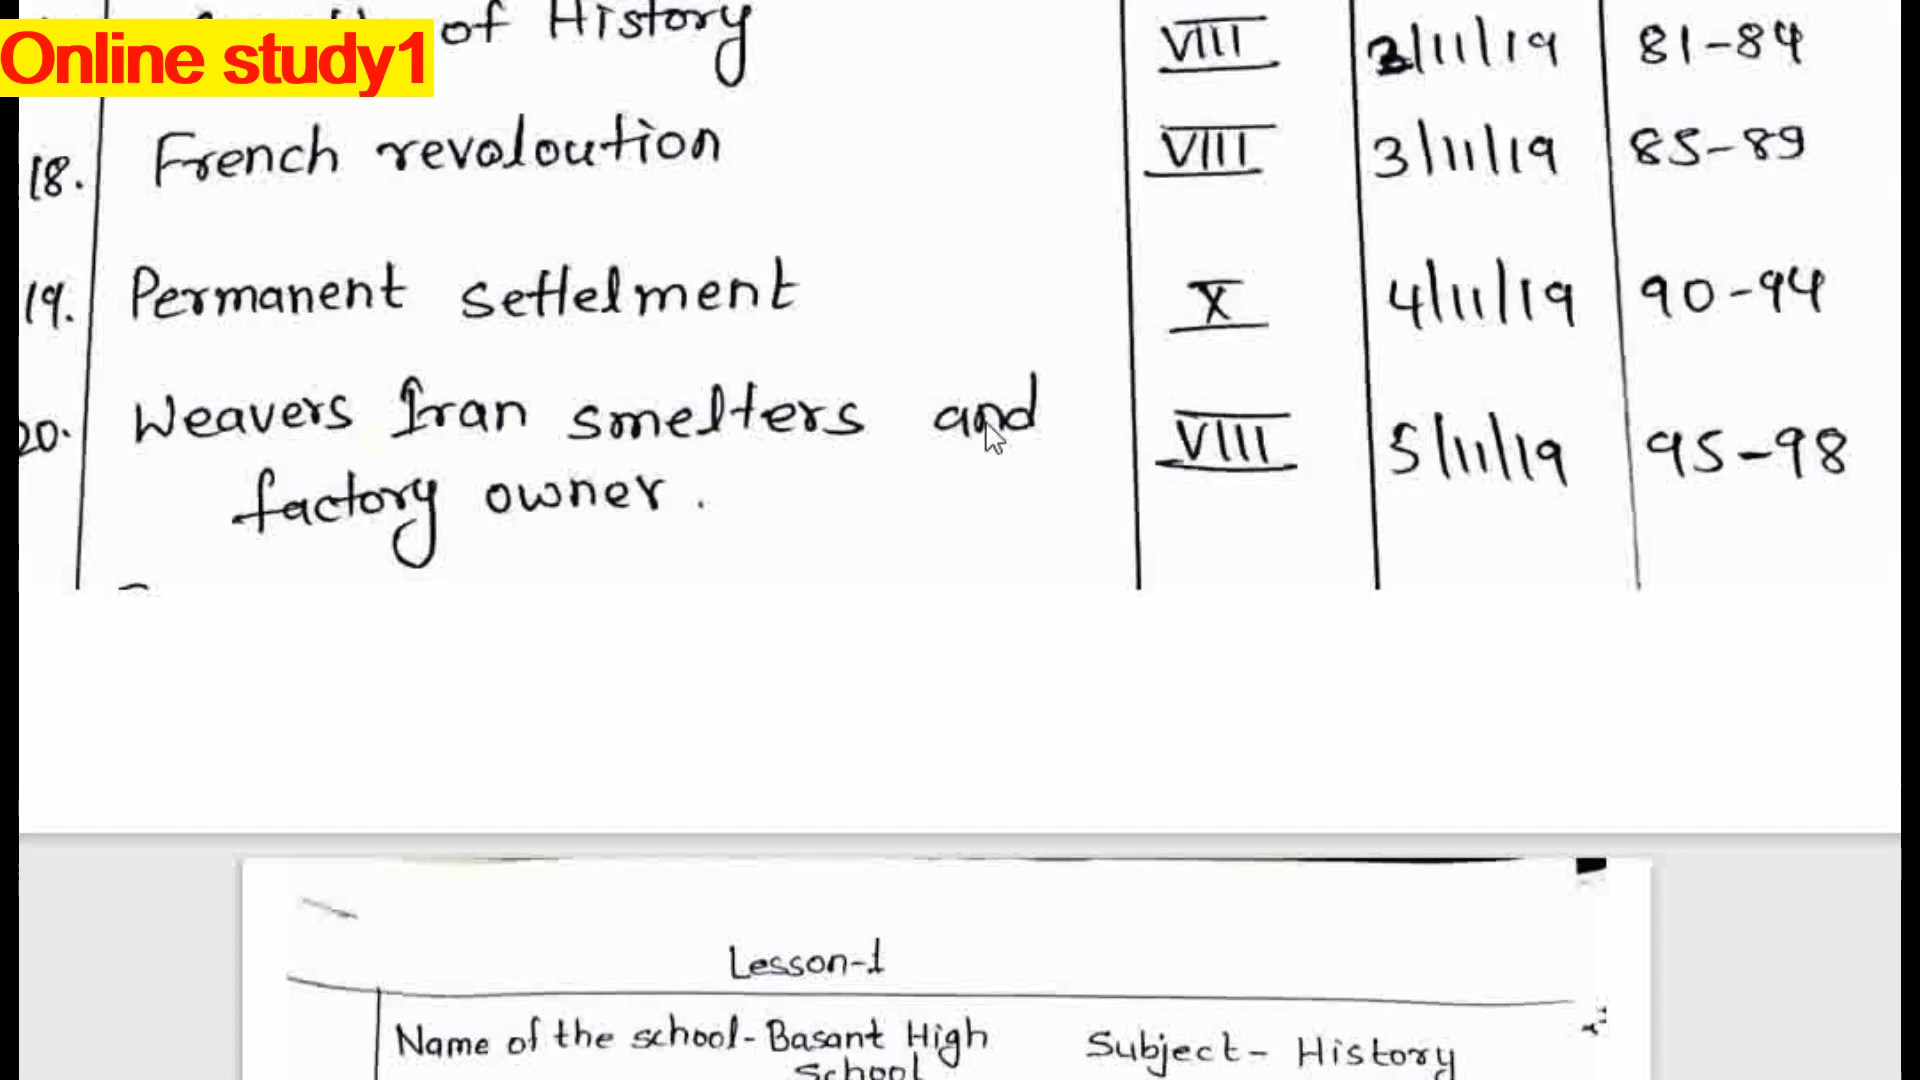 Online study1
of History VIII 2/11/19 81-84
18. French revoloution VIII 3/11/19 85-89
19. Permanent settelment X 4/11/19 90-94
20. Weavers Iran smelters and VIII 5/11/19 95-98
factory owner.
Lesson-1
Name of the school- Basant High Subject- History
School